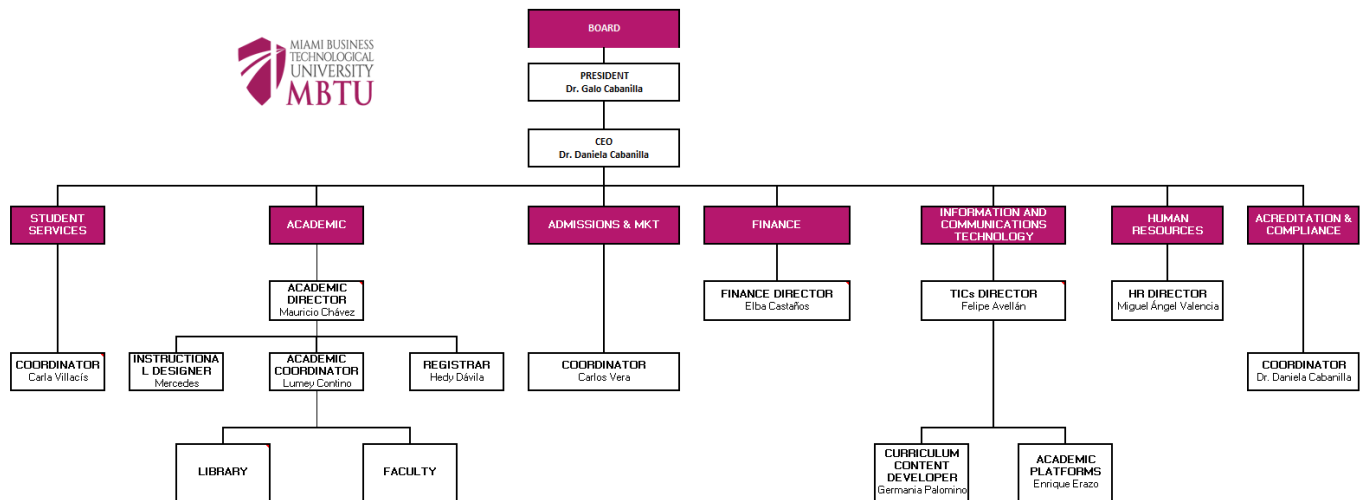 BOARD
MIAMI BUSINESS
TECHNOLOGICAL
UNIVERSITY
MBTU
PRESIDENT
Dr. Galo Cabanilla
CEO
Dr. Daniela Cabanilla
STUDENT
SERVICES
ACADEMIC
ADMISSIONS & MKT
FINANCE
INFORMATION AND
COMMUNICATIONS
TECHNOLOGY
HUMAN
RESOURCES
ACREDITATION &
COMPLIANCE
ACADEMIC
DIRECTOR
Mauricio Chávez
FINANCE DIRECTOR
Elba Castaños
TICs DIRECTOR
Felipe Avellán
HR DIRECTOR
Miguel Ángel Valencia
COORDINATOR
Carla Villacís
INSTRUCTIONA
L DESIGNER
Mercedes
ACADEMIC
COORDINATOR
Lumey Contino
REGISTRAR
Hedy Dávila
COORDINATOR
Carlos Vera
COORDINATOR
Dr. Daniela Cabanilla
LIBRARY
FACULTY
CURRICULUM
CONTENT
DEVELOPER
Germania Palomino
ACADEMIC
PLATFORMS
Enrique Erazo